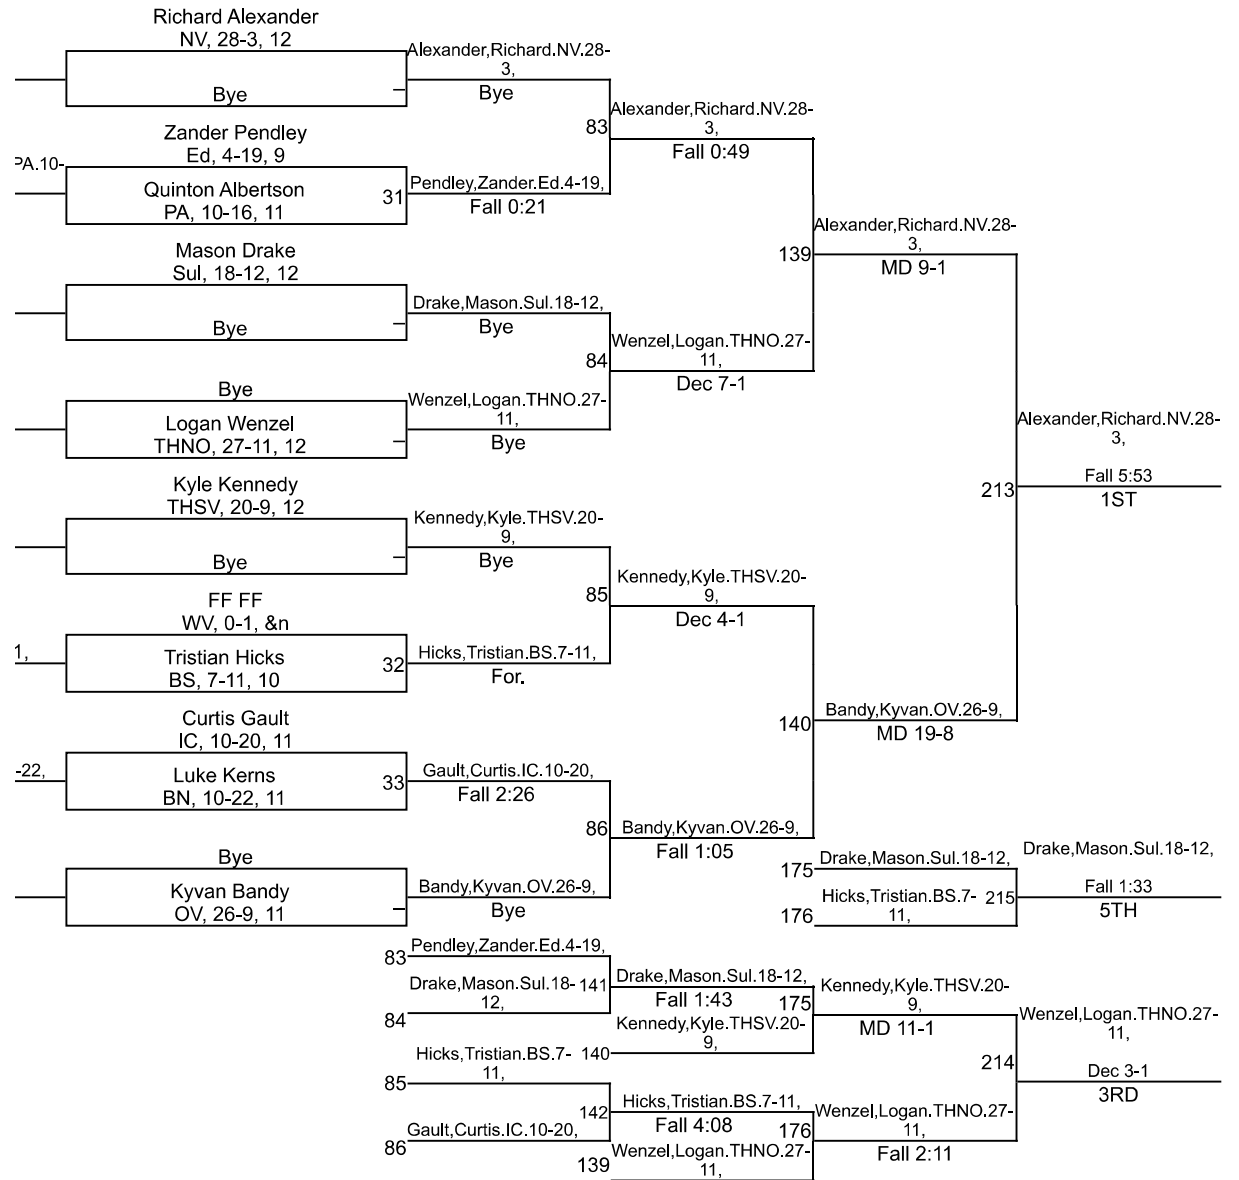 Richard Alexander
NV, 28-3, 12
Bye
_
Alexander,Richard.NV.28-
3,
Bye
Zander Pendley
Ed, 4-19, 9
PA.10-
Quinton Albertson
PA, 10-16, 11
31
Pendley,Zander.Ed.4-19,
Fall 0:21
83
Alexander,Richard.NV.28-
3,
Fall 0:49
Mason Drake
Sul, 18-12, 12
Bye
_
Drake,Mason.Sul.18-12,
Bye
Bye
Logan Wenzel
THNO, 27-11, 12
_
Wenzel,Logan.THNO.27-
11,
Bye
84
Wenzel,Logan.THNO.27-
11,
Dec 7-1
139
Alexander,Richard.NV.28-
3,
MD 9-1
Kyle Kennedy
THSV, 20-9, 12
Bye
_
Kennedy,Kyle.THSV.20-
9,
Bye
FF FF
WV, 0-1, &n
1,
Tristian Hicks
BS, 7-11, 10
32
Hicks,Tristian.BS.7-11,
For.
85
Kennedy,Kyle.THSV.20-
9,
Dec 4-1
Curtis Gault
IC, 10-20, 11
-22,
Luke Kerns
BN, 10-22, 11
33
Gault,Curtis.IC.10-20,
Fall 2:26
Bye
Kyvan Bandy
OV, 26-9, 11
_
Bandy,Kyvan.OV.26-9,
Bye
86
Bandy,Kyvan.OV.26-9,
Fall 1:05
140
Bandy,Kyvan.OV.26-9,
MD 19-8
213
Alexander,Richard.NV.28-
3,
Fall 5:53
1ST
175
Drake,Mason.Sul.18-12,
176
Hicks,Tristian.BS.7-
11,
215
Drake,Mason.Sul.18-12,
Fall 1:33
5TH
83
Pendley,Zander.Ed.4-19,
84
Drake,Mason.Sul.18-
12,
141
Drake,Mason.Sul.18-12,
Fall 1:43
140
Kennedy,Kyle.THSV.20-
9,
175
Kennedy,Kyle.THSV.20-
9,
MD 11-1
85
Hicks,Tristian.BS.7-
11,
86
Gault,Curtis.IC.10-20,
142
Hicks,Tristian.BS.7-11,
Fall 4:08
139
Wenzel,Logan.THNO.27-
11,
176
Wenzel,Logan.THNO.27-
11,
Fall 2:11
214
Wenzel,Logan.THNO.27-
11,
Dec 3-1
3RD